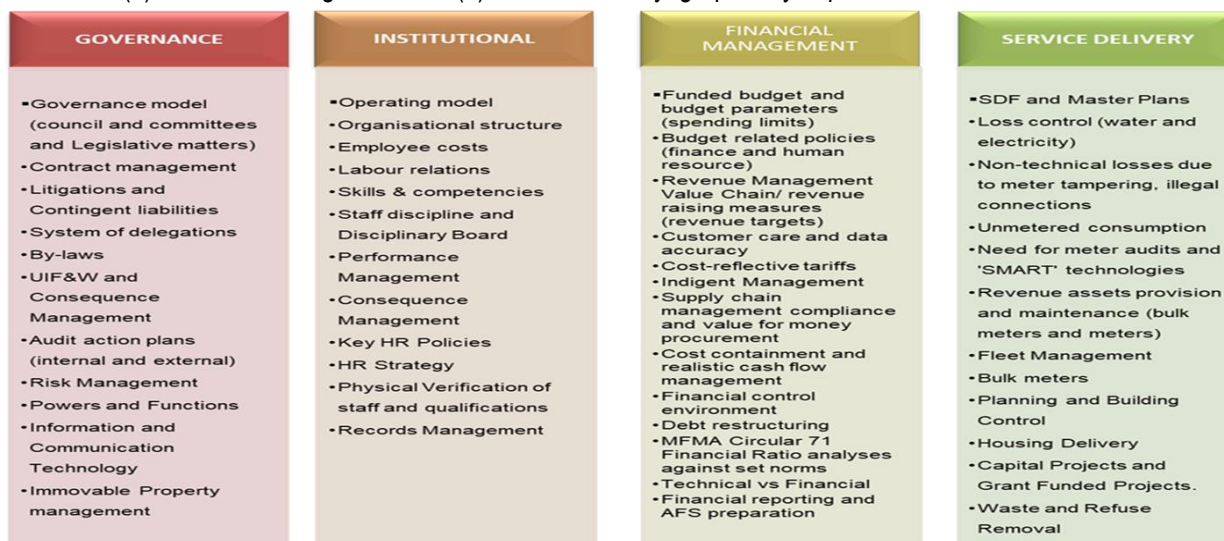 GOVERNANCE
▪Governance model
(council and committees
and Legislative matters)
•Contract management
•Litigations and
Contingent liabilities
•System of delegations
•By-laws
•UIF&W and
Consequence
Management
•Audit action plans
(internal and external)
•Risk Management
•Powers and Functions
•Information and
Communication
Technology
•Immovable Property
management
INSTITUTIONAL
▪Operating model
•Organisational structure
•Employee costs
•Labour relations
•Skills & competencies
•Staff discipline and
Disciplinary Board
•Performance
Management
•Consequence
Management
•Key HR Policies
•HR Strategy
•Physical Verification of
staff and qualifications
•Records Management
FINANCIAL
MANAGEMENT
▪Funded budget and
budget parameters
(spending limits)
•Budget related policies
(finance and human
resource)
•Revenue Management
Value Chain/ revenue
raising measures
(revenue targets)
•Customer care and data
accuracy
•Cost-reflective tariffs
•Indigent Management
•Supply chain
management compliance
and value for money
procurement
•Cost containment and
realistic cash flow
management
•Financial control
environment
•Debt restructuring
•MFMA Circular 71
Financial Ratio analyses
against set norms
•Technical vs Financial
•Financial reporting and
AFS preparation
SERVICE DELIVERY
▪SDF and Master Plans
•Loss control (water and
electricity)
•Non-technical losses due
to meter tampering, illegal
connections
•Unmetered consumption
•Need for meter audits and
'SMART' technologies
•Revenue assets provision
and maintenance (bulk
meters and meters)
•Fleet Management
•Bulk meters
•Planning and Building
Control
•Housing Delivery
•Capital Projects and
Grant Funded Projects.
•Waste and Refuse
Removal